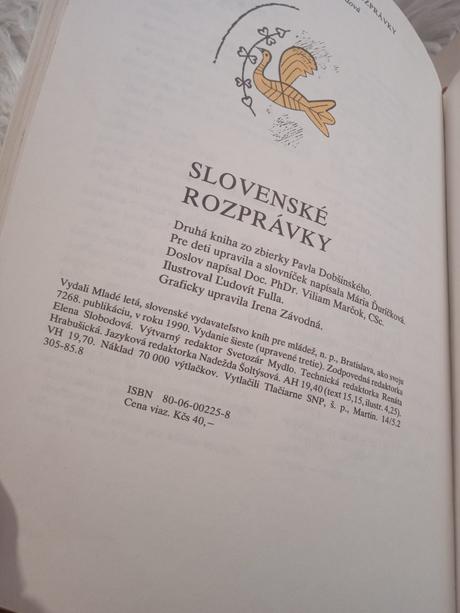 ROZPRÁVKY
SLOVENSKÉ
ROZPRÁVKY
Druhá kniha zo zbierky Pavla Dobšinského.
Pre deti upravila a slovníček napísala Mária Ďuríčková.
Doslov napísal Doc. PhDr. Viliam Marčok, CSc.
Ilustroval Ľudovít Fulla.
Graficky upravila Irena Závodná.
Vydali Mladé letá, slovenské vydavateľstvo kníh pre mládež, n. p., Bratislava, ako svoju
7268. publikáciu, v roku 1990. Vydanie šieste (upravené tretie). Zodpovedná redaktorka
Elena Slobodová. Výtvarný redaktor Svetozár Mydlo. Technická redaktorka Renáta
Hrabušická. Jazyková redaktorka Nadežda Šoltýsová. AH 19,40 (text 15,15, ilustr. 4,25).
VH 19,70. Náklad 70 000 výtlačkov. Vytlačili Tlačiarne SNP, š. p., Martin. 14/5.2
305-85.8
ISBN 80-06-00225-8
Cena viaz. Kčs 40,–